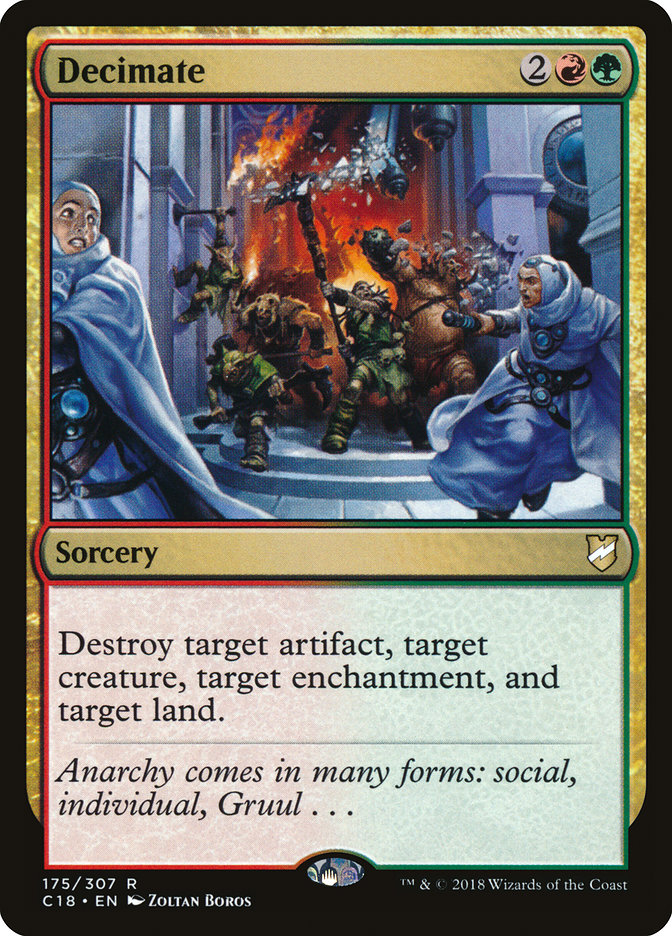 Decimate 2
Sorcery
Destroy target artifact, target
creature, target enchantment, and
target land.
Anarchy comes in many forms: social,
individual, Gruul . . .
175/307 R
C18 • EN Zoltan Boros
™ & © 2018 Wizards of the Coast